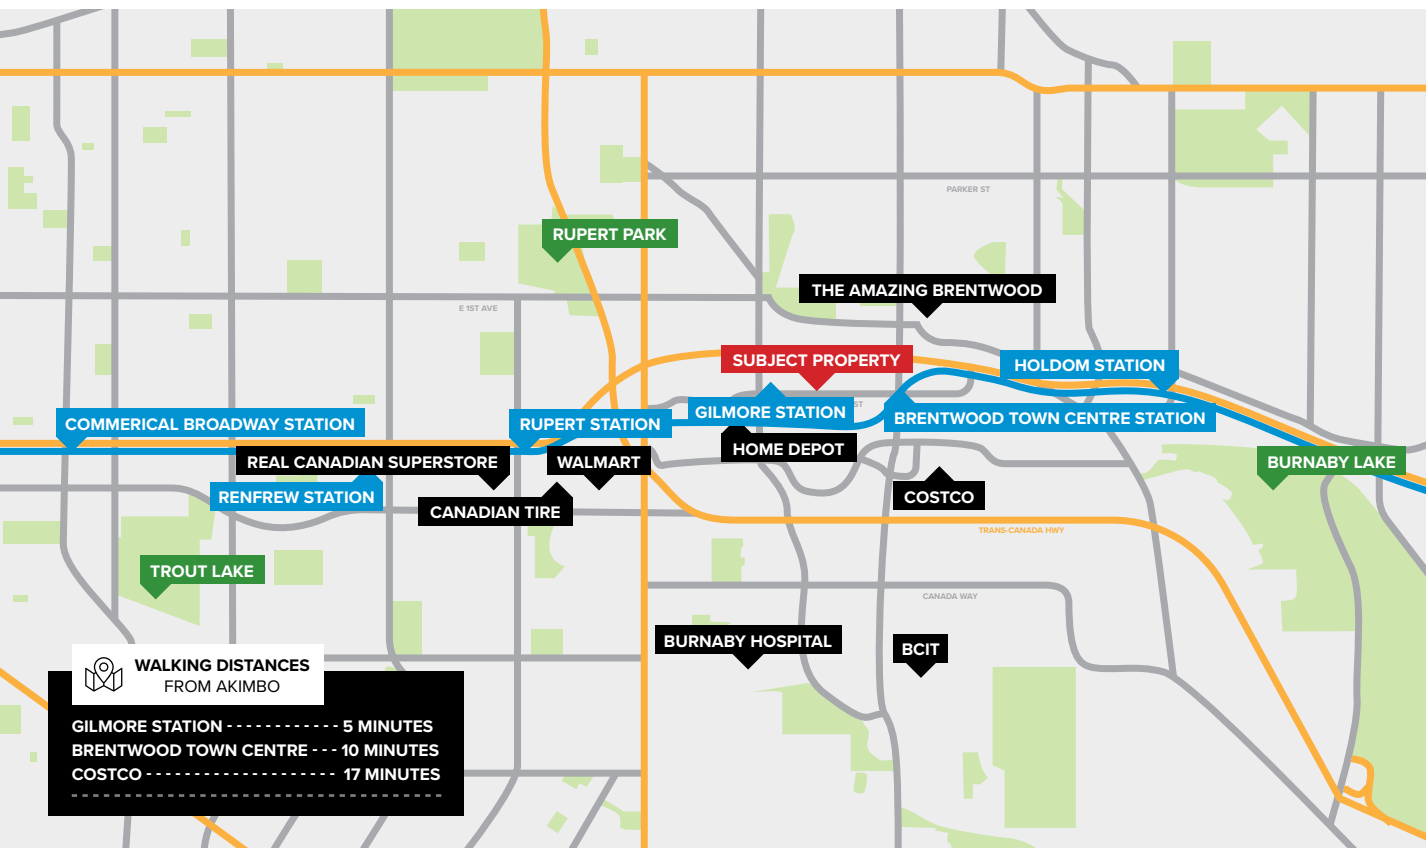 PARKER ST
RUPERT PARK
THE AMAZING BRENTWOOD
E 1ST AVE
SUBJECT PROPERTY
HOLDOM STATION
ST
GILMORE STATION
BRENTWOOD TOWN CENTRE STATION
COMMERICAL BROADWAY STATION
RUPERT STATION
HOME DEPOT
REAL CANADIAN SUPERSTORE
WALMART
BURNABY LAKE
RENFREW STATION
COSTCO
CANADIAN TIRE
TRANS-CANADA HWY
TROUT LAKE
CANADA WAY
BURNABY HOSPITAL
BCIT
WALKING DISTANCES
FROM AKIMBO
GILMORE STATION - - - - - - - - - - - - 5 MINUTES
BRENTWOOD TOWN CENTRE - - - 10 MINUTES
COSTCO - - - - - - - - - - - - - - - - - - - - 17 MINUTES